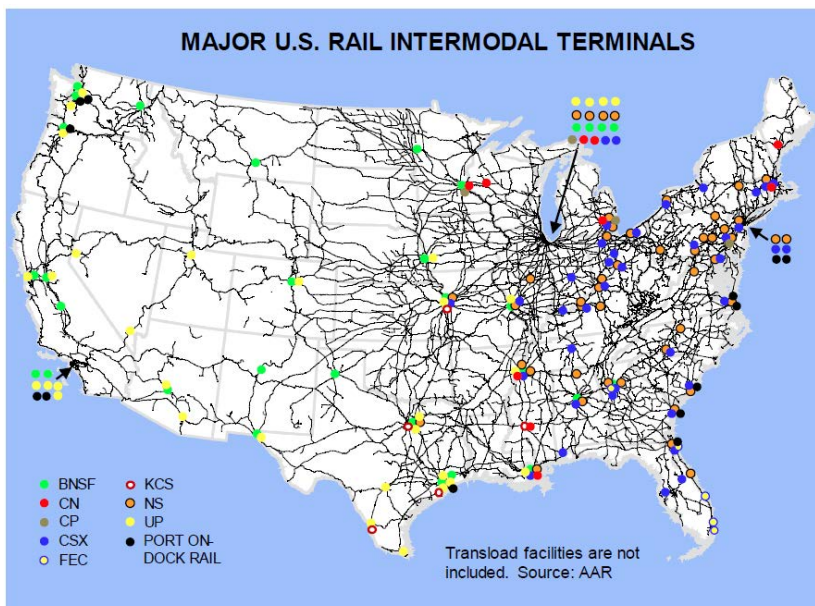 MAJOR U.S. RAIL INTERMODAL TERMINALS
BNSF
CN
CP
CSX
FEC
KCS
NS
UP
PORT ON-
DOCK RAIL
Transload facilities are not
included. Source: AAR